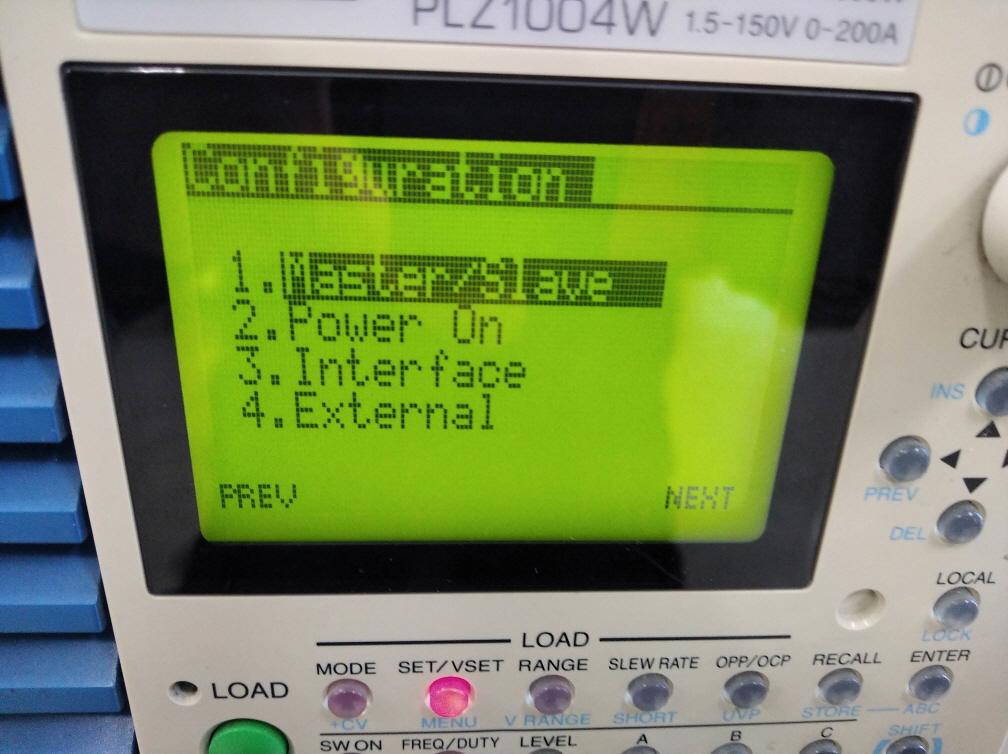 PLZ1004W 1.5-150V 0-200A
Configuration
1.Master/Slave
2.Power On
3.Interface
4.External
PREV NEXT
INS
PREV
DEL
LOCAL
LOCK
LOAD
MODE SET/VSET RANGE SLEW RATE OPP/OCP RECALL ENTER
LOAD
+CV MENU V RANGE SHORT UVP STORE ABC
SW ON FREQ/DUTY LEVEL A B C SHIFT